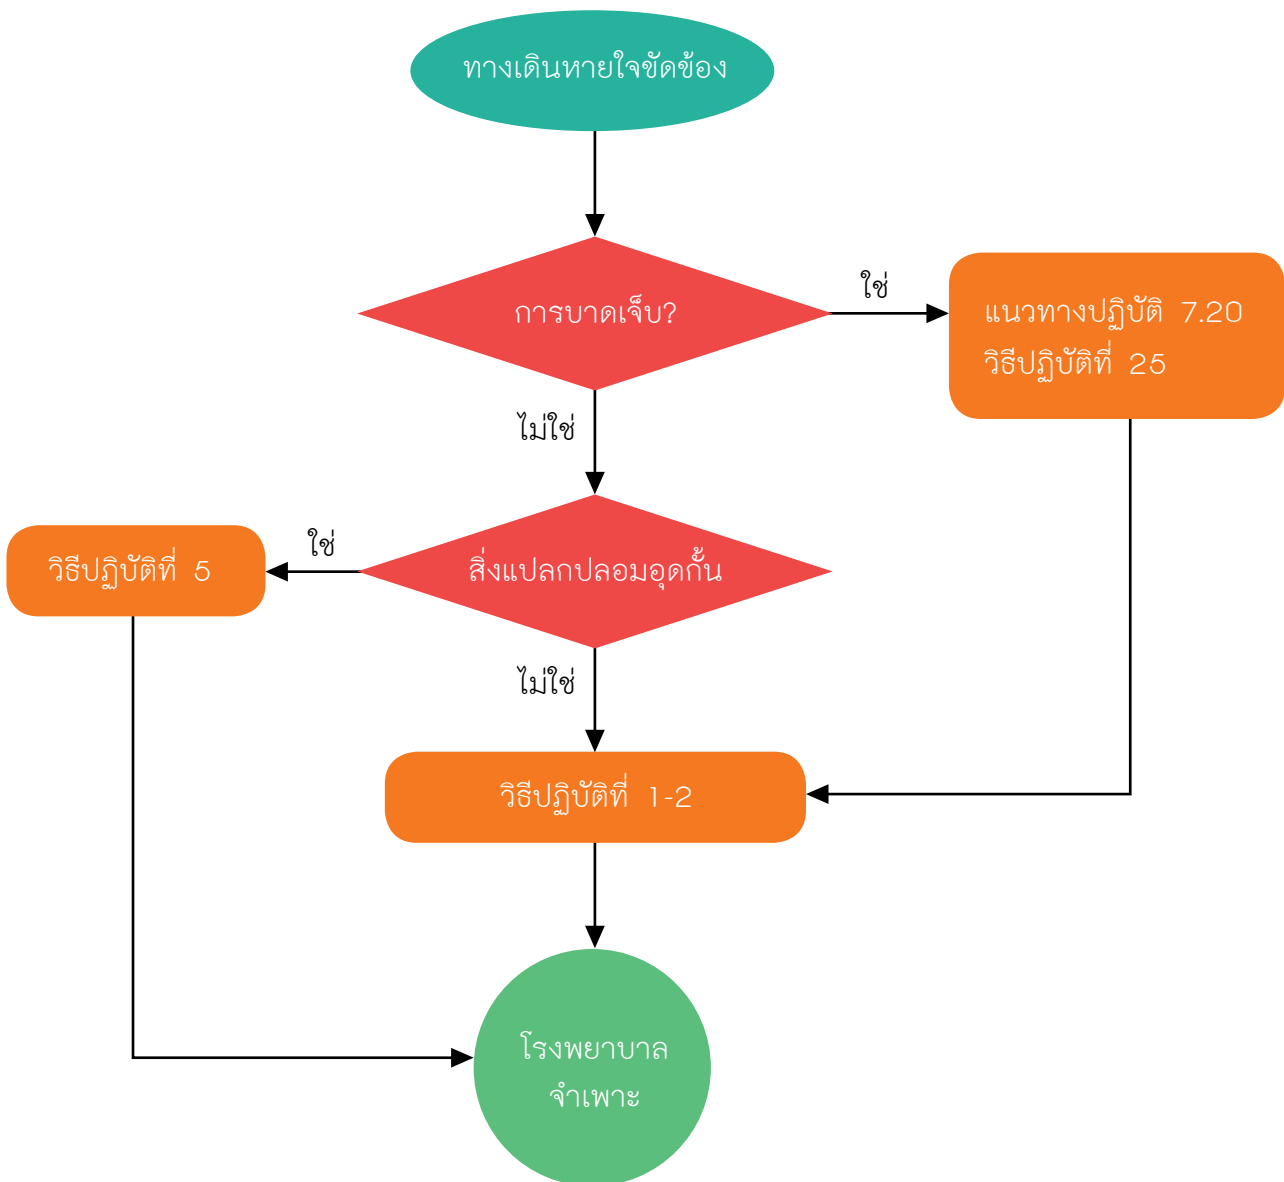 ทางเดินหายใจขัดข้อง
การบาดเจ็บ?
ใช่
แนวทางปฏิบัติ 7.20
วิธีปฏิบัติที่ 25
ไม่ใช่
สิ่งแปลกปลอมอุดกั้น
ใช่
วิธีปฏิบัติที่ 5
ไม่ใช่
วิธีปฏิบัติที่ 1-2
โรงพยาบาล
จำเพาะ